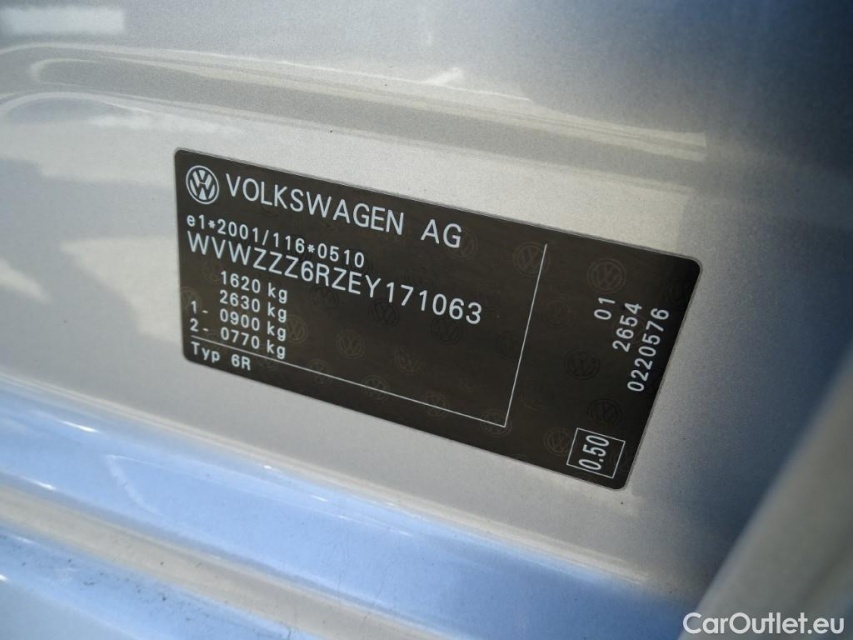 VOLKSWAGEN AG
e1*2001/116*0510
WVWZZZ6RZEY171063
1620 kg
2630 kg
1- 0900 kg
2- 0770 kg
Typ 6R
01
2654
0220576
0.50
CarOutlet.eu